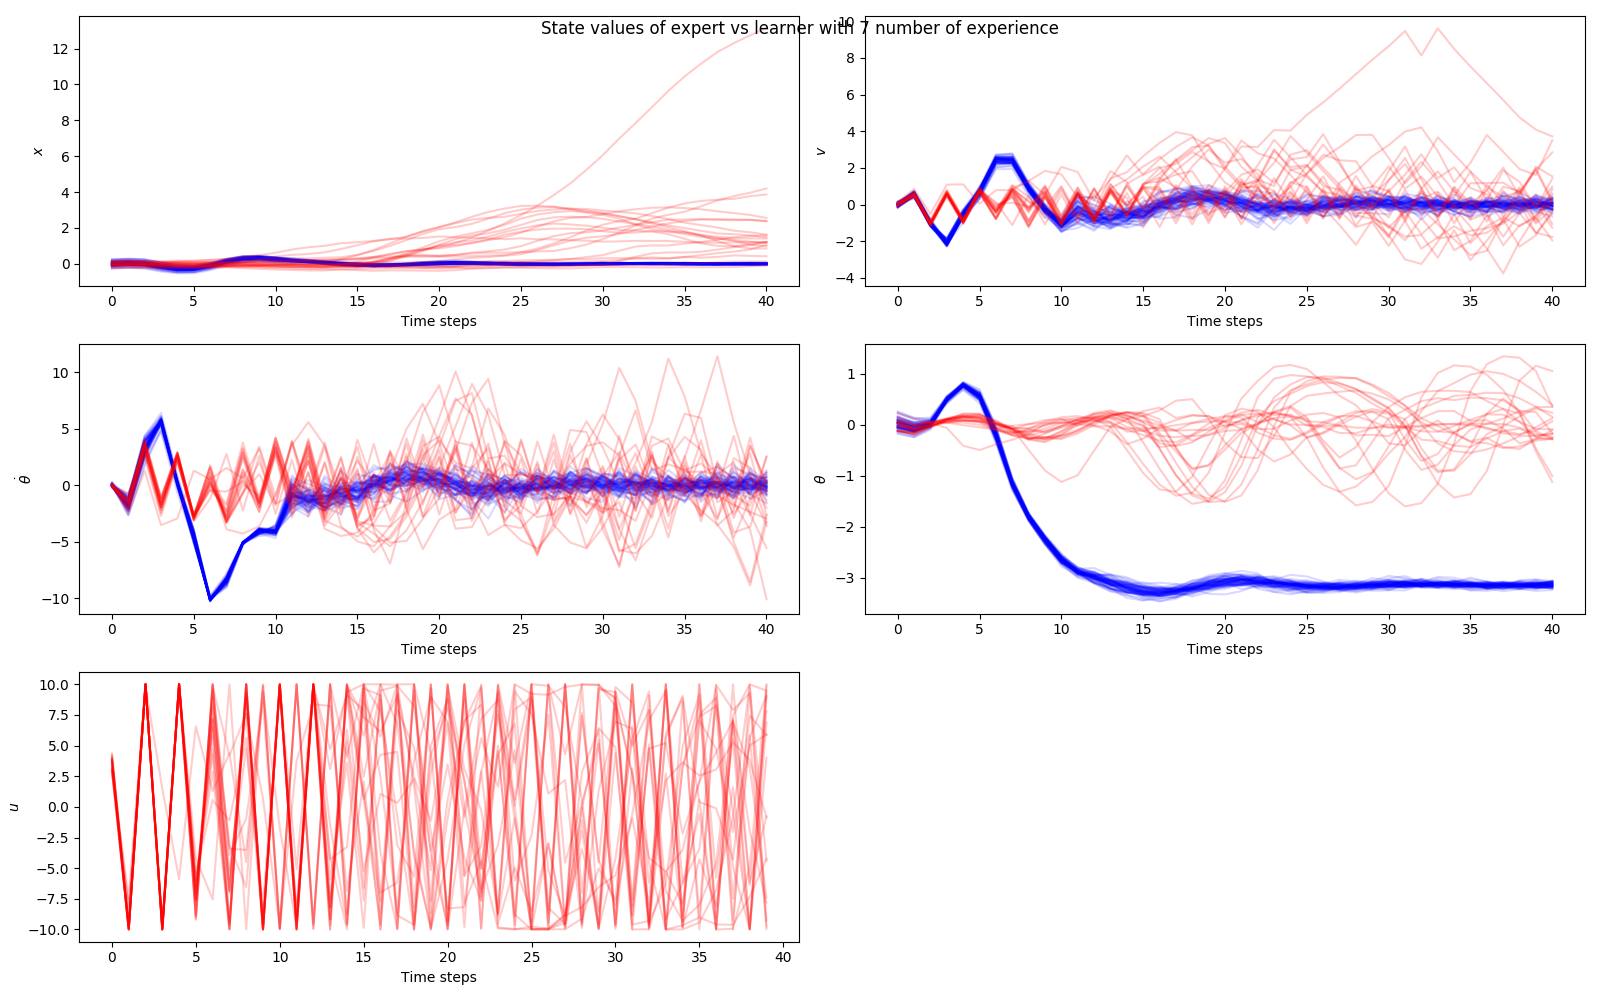 State values of expert vs learner with 7 number of experience
x
12
10
8
6
4
2
0
0 5 10 15 20 25 30 35 40
Time steps
v
10
8
6
4
2
0
−2
−4
0 5 10 15 20 25 30 35 40
Time steps
θ̇
10
5
0
−5
−10
0 5 10 15 20 25 30 35 40
Time steps
θ
1
0
−1
−2
−3
0 5 10 15 20 25 30 35 40
Time steps
u
10.0
7.5
5.0
2.5
0.0
−2.5
−5.0
−7.5
−10.0
0 5 10 15 20 25 30 35 40
Time steps